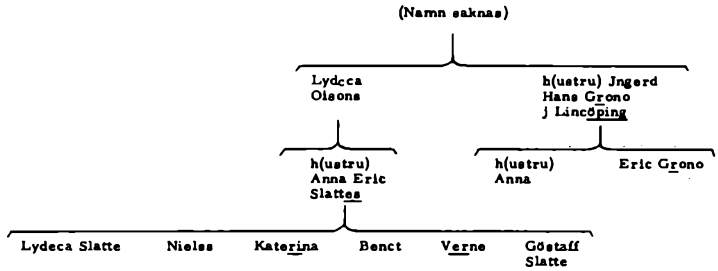 (Namn saknas)
Lydcca
Olsons
h(ustru) Jngerd
Hans Grono
j Lincöping
h(ustru)
Anna Eric
Slattes
h(ustru)
Anna
Eric Grono
Lydeca Slatte
Nielss
Katerina
Benct
Verne
Göstaff
Slatte